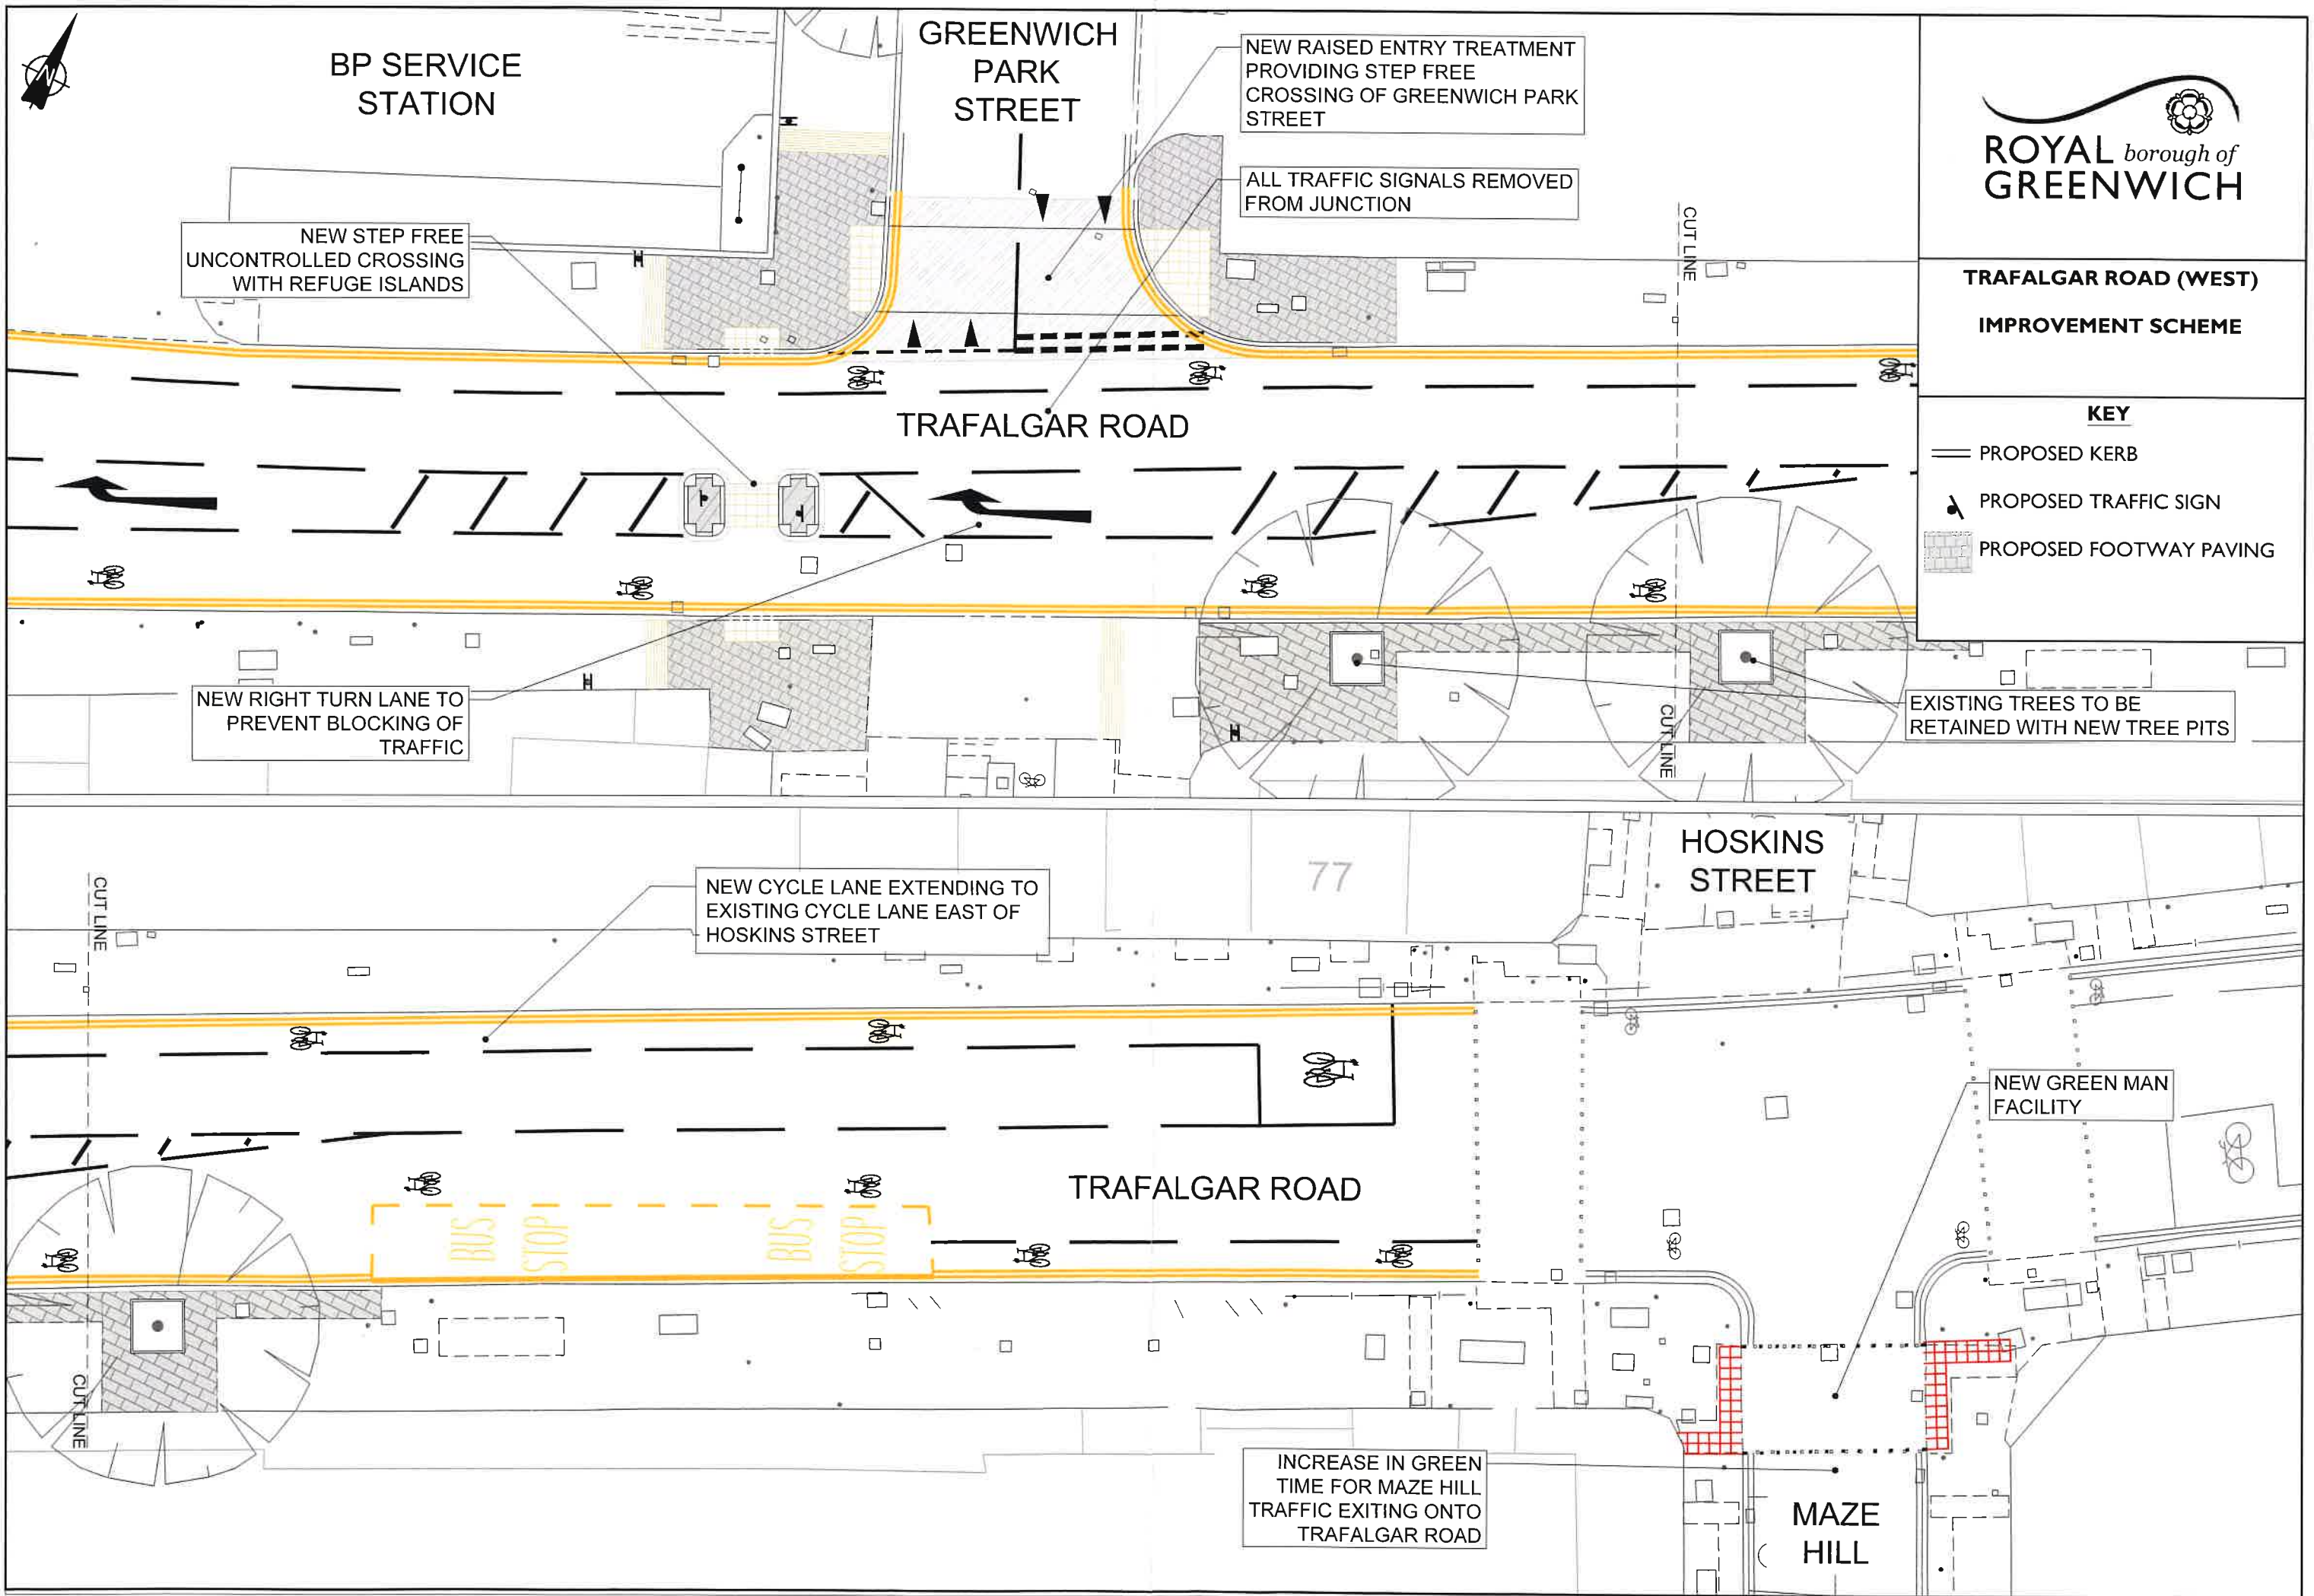 N
BP SERVICE
STATION
GREENWICH
PARK
STREET
NEW RAISED ENTRY TREATMENT
PROVIDING STEP FREE
CROSSING OF GREENWICH PARK
STREET
ALL TRAFFIC SIGNALS REMOVED
FROM JUNCTION
NEW STEP FREE
UNCONTROLLED CROSSING
WITH REFUGE ISLANDS
CUT LINE
TRAFALGAR ROAD
NEW RIGHT TURN LANE TO
PREVENT BLOCKING OF
TRAFFIC
CUT LINE
EXISTING TREES TO BE
RETAINED WITH NEW TREE PITS
ROYAL borough of
GREENWICH
TRAFALGAR ROAD (WEST)
IMPROVEMENT SCHEME
KEY
PROPOSED KERB
PROPOSED TRAFFIC SIGN
PROPOSED FOOTWAY PAVING
CUT LINE
NEW CYCLE LANE EXTENDING TO
EXISTING CYCLE LANE EAST OF
HOSKINS STREET
77
HOSKINS
STREET
NEW GREEN MAN
FACILITY
TRAFALGAR ROAD
BUS
STOP
BUS
STOP
CUT LINE
INCREASE IN GREEN
TIME FOR MAZE HILL
TRAFFIC EXITING ONTO
TRAFALGAR ROAD
MAZE
HILL